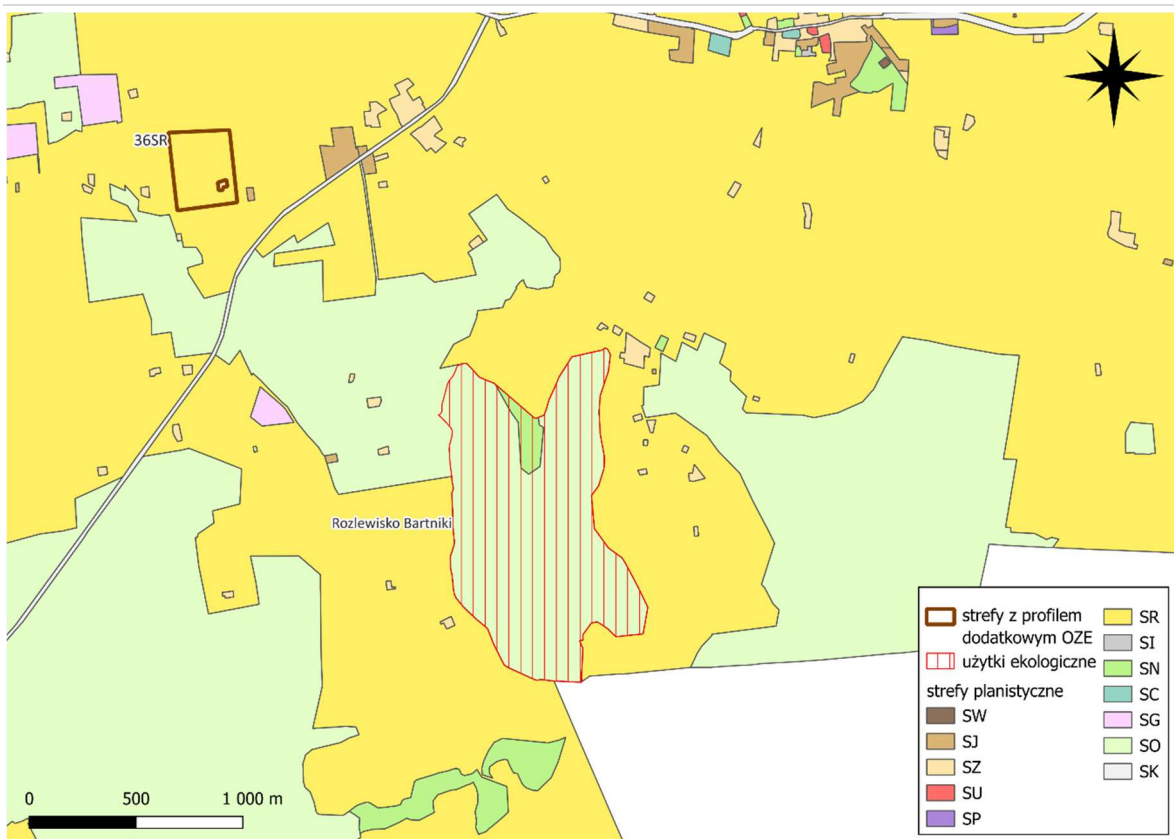 36SR
Rozlewisko Bartniki
0 500 1 000 m
strefy z profilem
dodatkowym OZE
użytki ekologiczne
strefy planistyczne
SW
SJ
SZ
SU
SP
SR
SI
SN
SC
SG
SO
SK